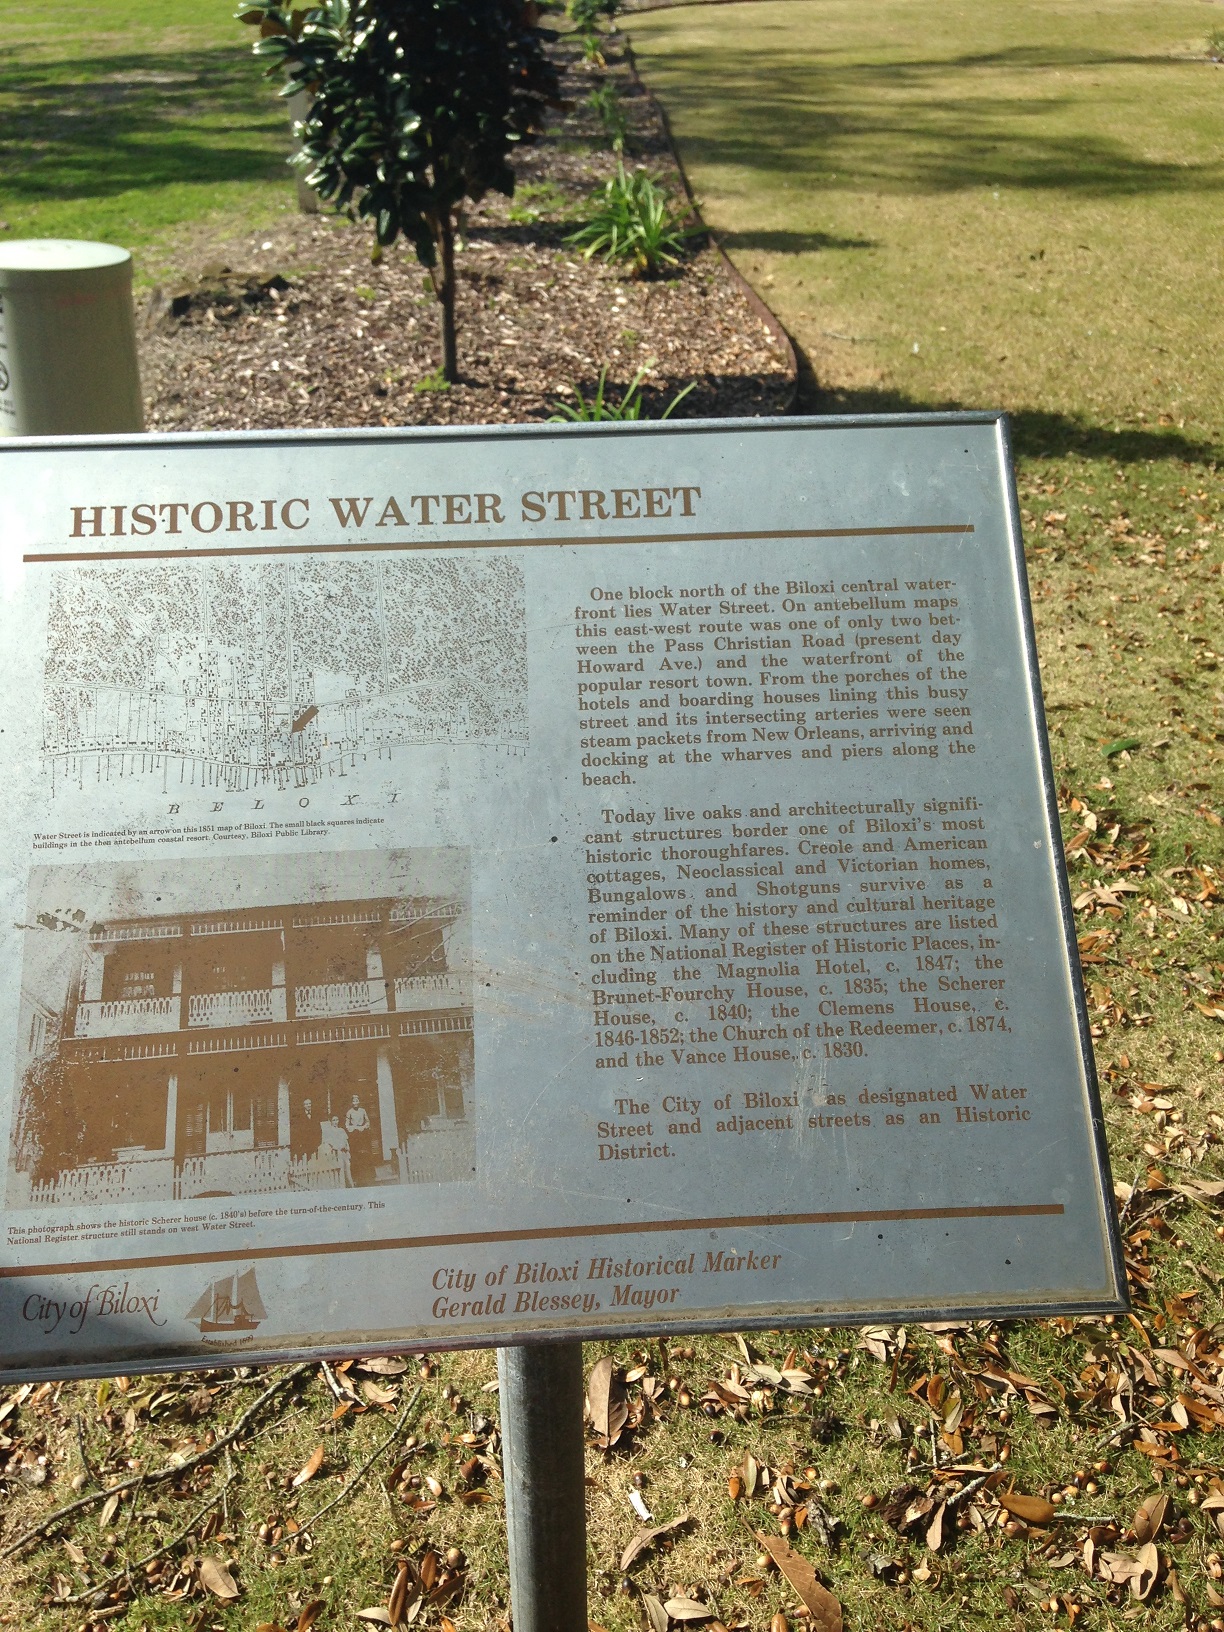 HISTORIC WATER STREET
B E L O X I
Water Street is indicated by an arrow on this 1851 map of Biloxi. The small black squares indicate
buildings in the then antebellum coastal resort. Courtesy, Biloxi Public Library.
This photograph shows the historic Scherer house (c. 1840's) before the turn-of-the-century. This
National Register structure still stands on west Water Street.
One block north of the Biloxi central water-
front lies Water Street. On antebellum maps
this east-west route was one of only two bet-
ween the Pass Christian Road (present day
Howard Ave.) and the waterfront of the
popular resort town. From the porches of the
hotels and boarding houses lining this busy
street and its intersecting arteries were seen
steam packets from New Orleans, arriving and
docking at the wharves and piers along the
beach.
Today live oaks and architecturally signifi-
cant structures border one of Biloxi's most
historic thoroughfares. Creole and American
cottages, Neoclassical and Victorian homes,
Bungalows and Shotguns survive as a
reminder of the history and cultural heritage
of Biloxi. Many of these structures are listed
on the National Register of Historic Places, in-
cluding the Magnolia Hotel, c. 1847; the
Brunet-Fourchy House, c. 1835; the Scherer
House, c. 1840; the Clemens House, c.
1846-1852; the Church of the Redeemer, c. 1874,
and the Vance House, c. 1830.
The City of Biloxi as designated Water
Street and adjacent streets as an Historic
District.
City of Biloxi
Established 1699
City of Biloxi Historical Marker
Gerald Blessey, Mayor